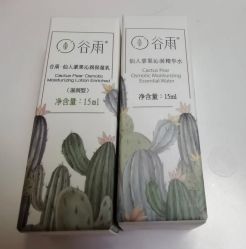 谷雨
谷雨·仙人掌果沁润保湿乳
Cactus Pear Osmotic
Moisturizing Lotion Enriched
(滋润型)
净含量:15ml
谷雨
仙人掌果沁润精华水
Cactus Pear
Osmotic Moisturizing
Essential Water
净含量:15ml